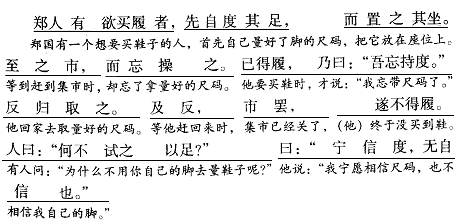 郑人有 欲买履者，先自度其足， 而置之其坐。
郑国有一个想要买鞋子的人，首先自己量好了脚的尺码，把它放在座位上。
至 之 市，而忘操 之。已得履，乃曰：“吾忘持度。”
等到赶到集市时，却忘了拿量好的尺码。他要买鞋时，才说：“我忘带尺码了。”
反 归 取之。及 反， 市 罢， 遂不得履。
他回家去取量好的尺码。等他赶回来时，集市已经关了，（他）终于没买到鞋。
人曰：“何不 试之 以足?” 曰：“宁 信 度，无自
有人问：“为什么不用你自己的脚去量鞋子呢?”他说：“我宁愿相信尺码，也不
信 也。”
相信我自己的脚。”